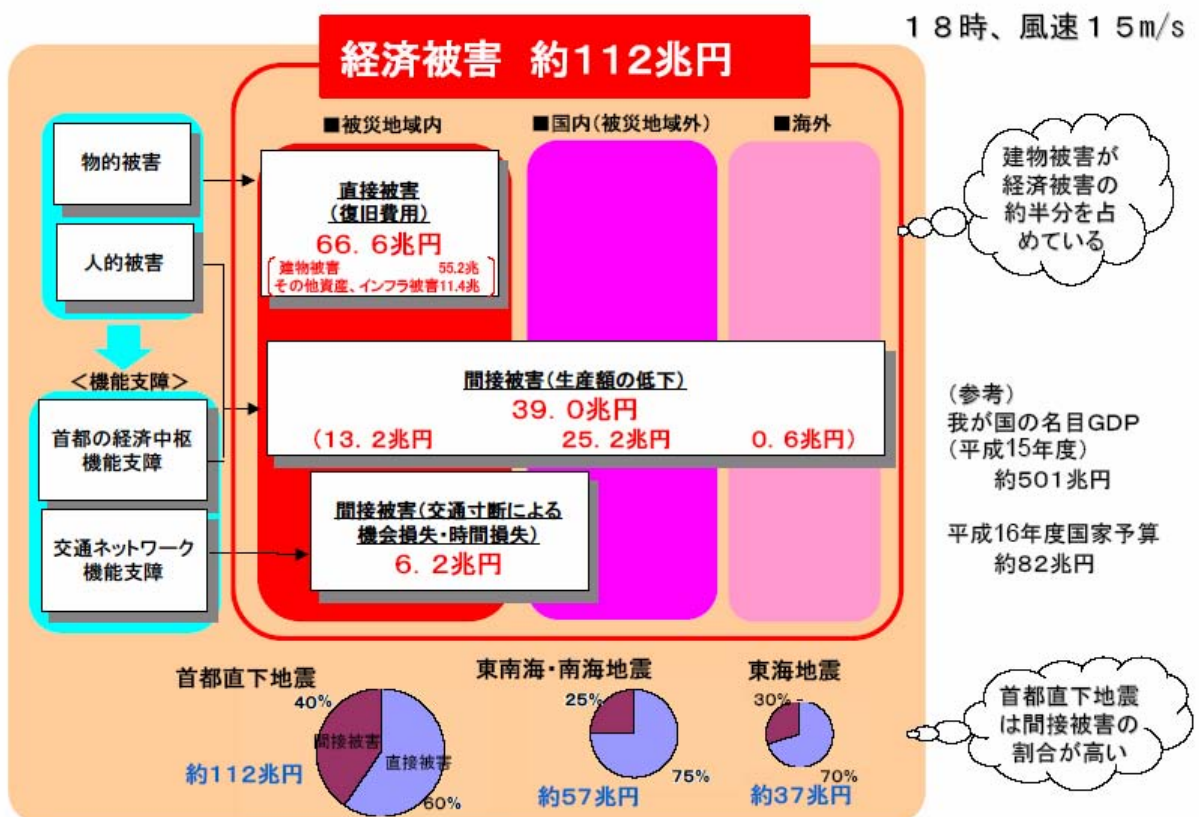 18時、風速15m/s
経済被害 約112兆円
■被災地域内
■国内(被災地域外)
■海外
物的被害
人的被害
<機能支障>
首都の経済中枢
機能支障
交通ネットワーク
機能支障
直接被害
(復旧費用)
66.6兆円
建物被害 55.2兆
その他資産、インフラ被害11.4兆
間接被害(生産額の低下)
39.0兆円
(13.2兆円 25.2兆円 0.6兆円)
間接被害(交通寸断による
機会損失・時間損失)
6.2兆円
建物被害が
経済被害の
約半分を占
めている
(参考)
我が国の名目GDP
(平成15年度)
約501兆円
平成16年度国家予算
約82兆円
首都直下地震
40%
間接被害
直接被害
60%
約112兆円
東南海・南海地震
25%
75%
約57兆円
東海地震
30%
70%
約37兆円
首都直下地震
は間接被害の
割合が高い